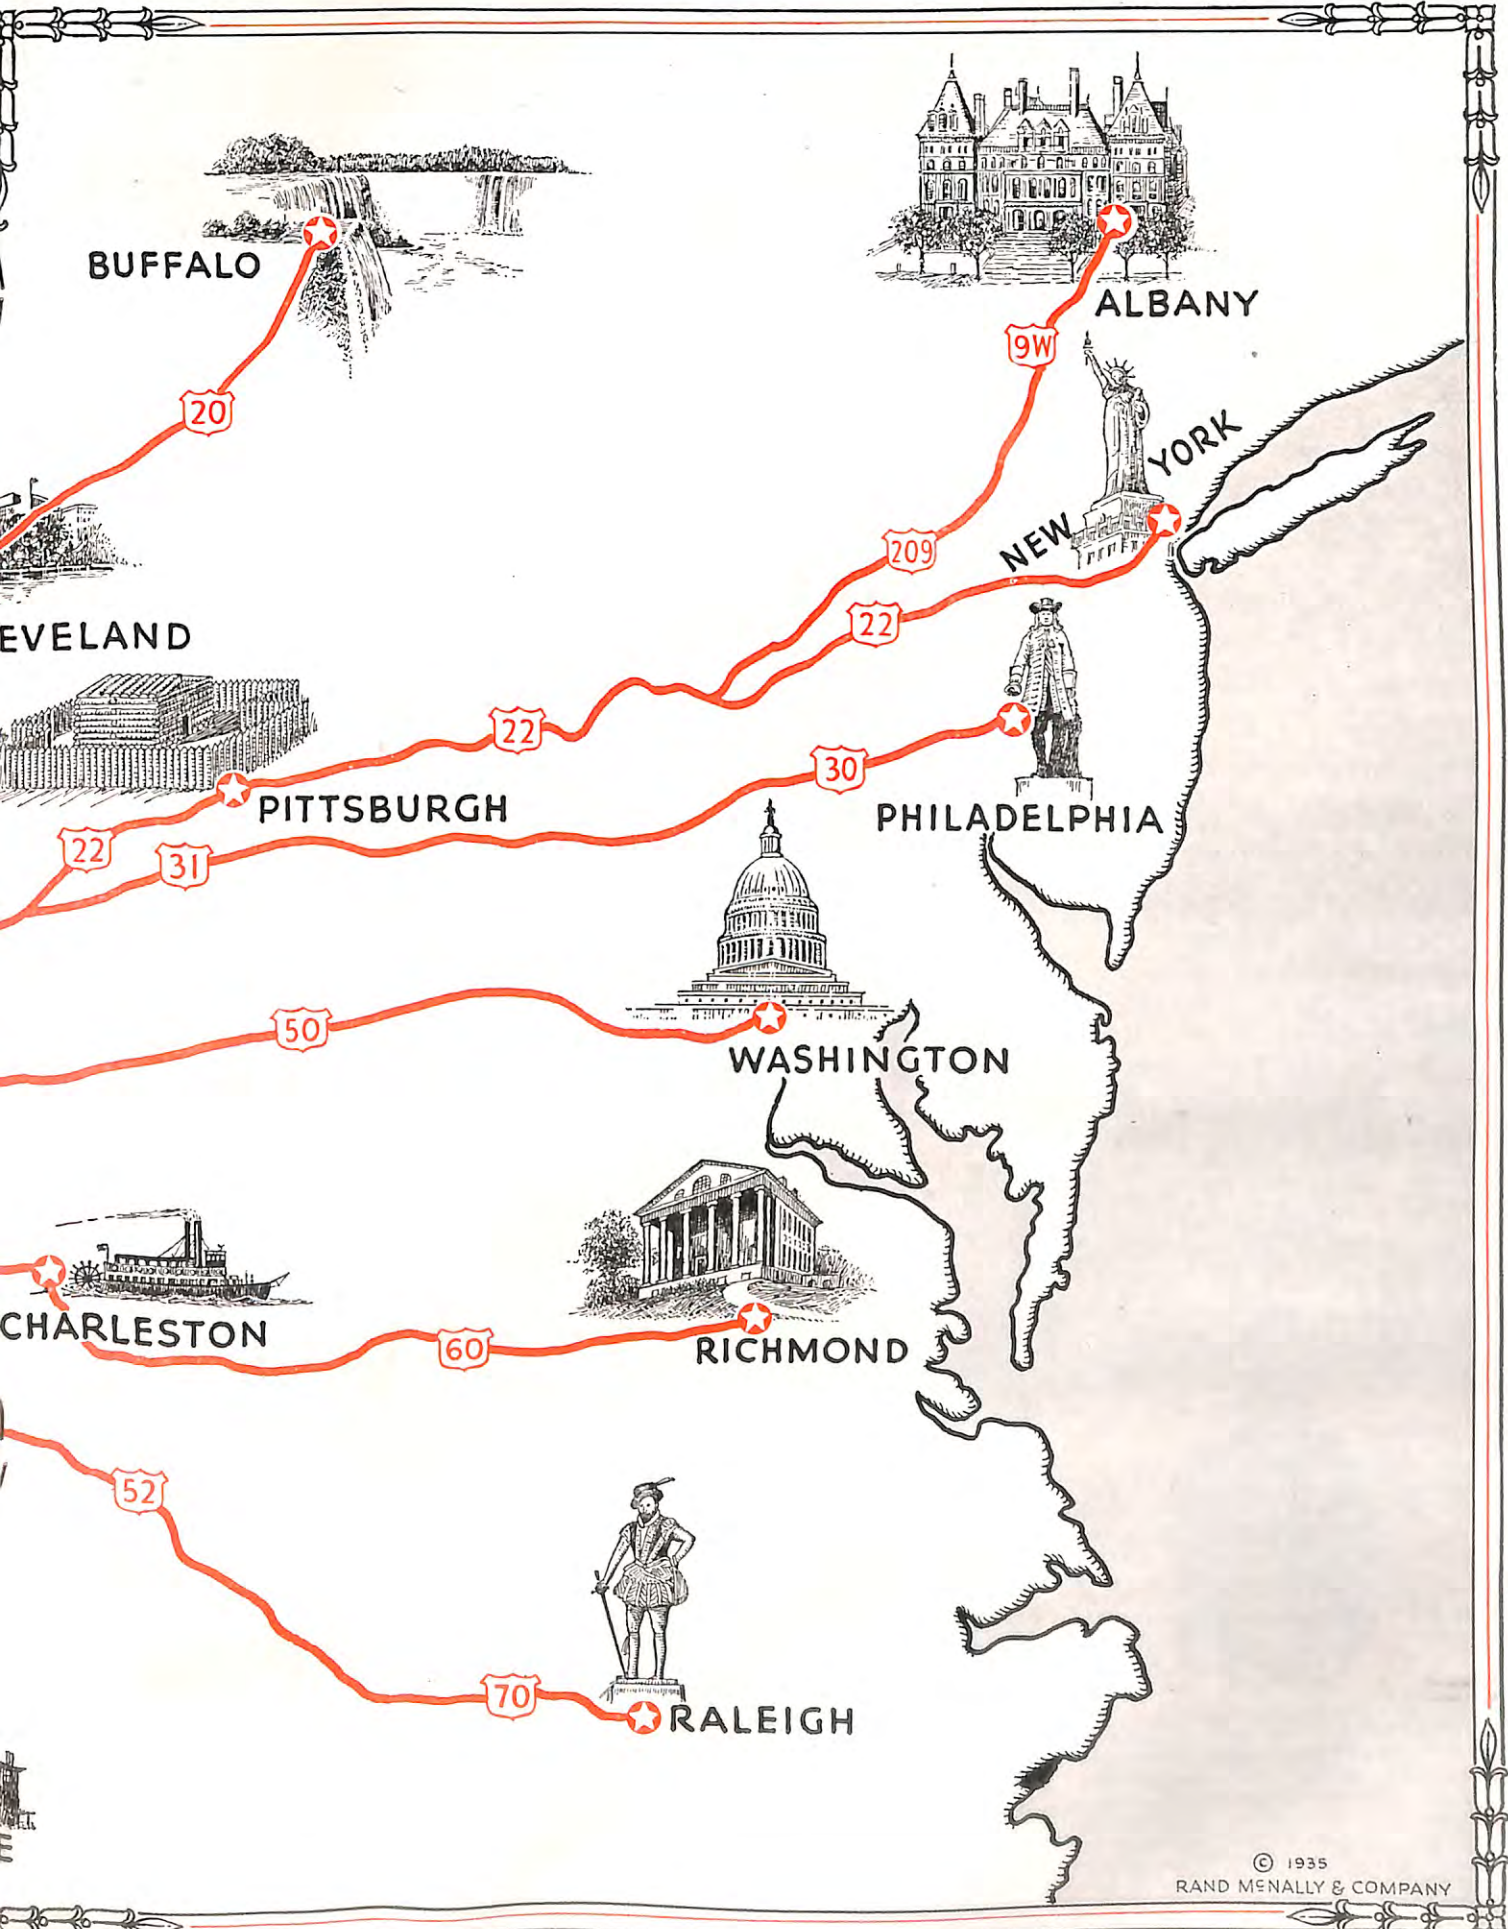 BUFFALO
ALBANY
9W
20
NEW YORK
209
22
EVELAND
22
30
PITTSBURGH
PHILADELPHIA
22
31
50
WASHINGTON
CHARLESTON
RICHMOND
60
52
70
RALEIGH
E
© 1935
RAND McNALLY & COMPANY